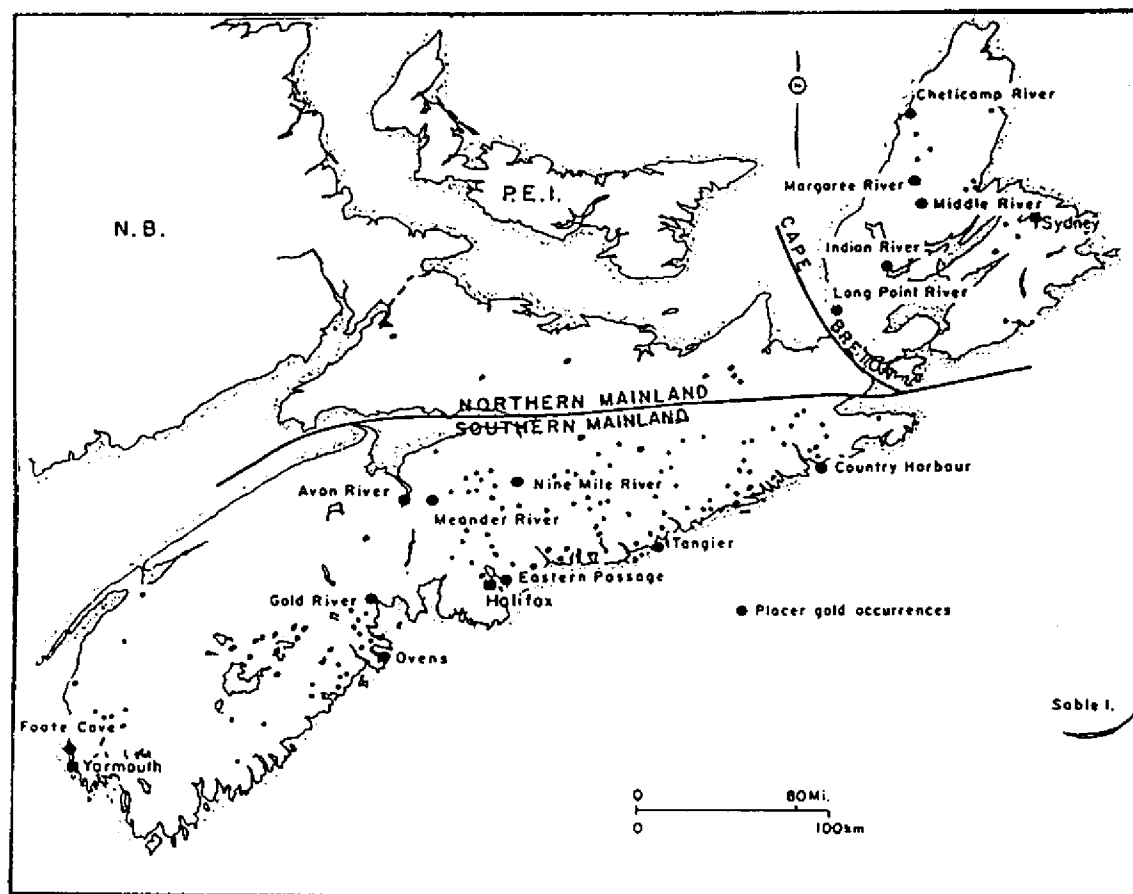 Cheticamp River
P.E.I.
Margaree River
Middle River
N.B.
Sydney
CAPE BRETON
Indian River
Long Point River
NORTHERN MAINLAND
SOUTHERN MAINLAND
Country Harbour
Avon River
Nine Mile River
Meander River
Tangier
Eastern Passage
Gold River
Halifax
Placer gold occurrences
Ovens
Sable I.
Foote Cove
Yarmouth
0 80 Mi.
0 100km